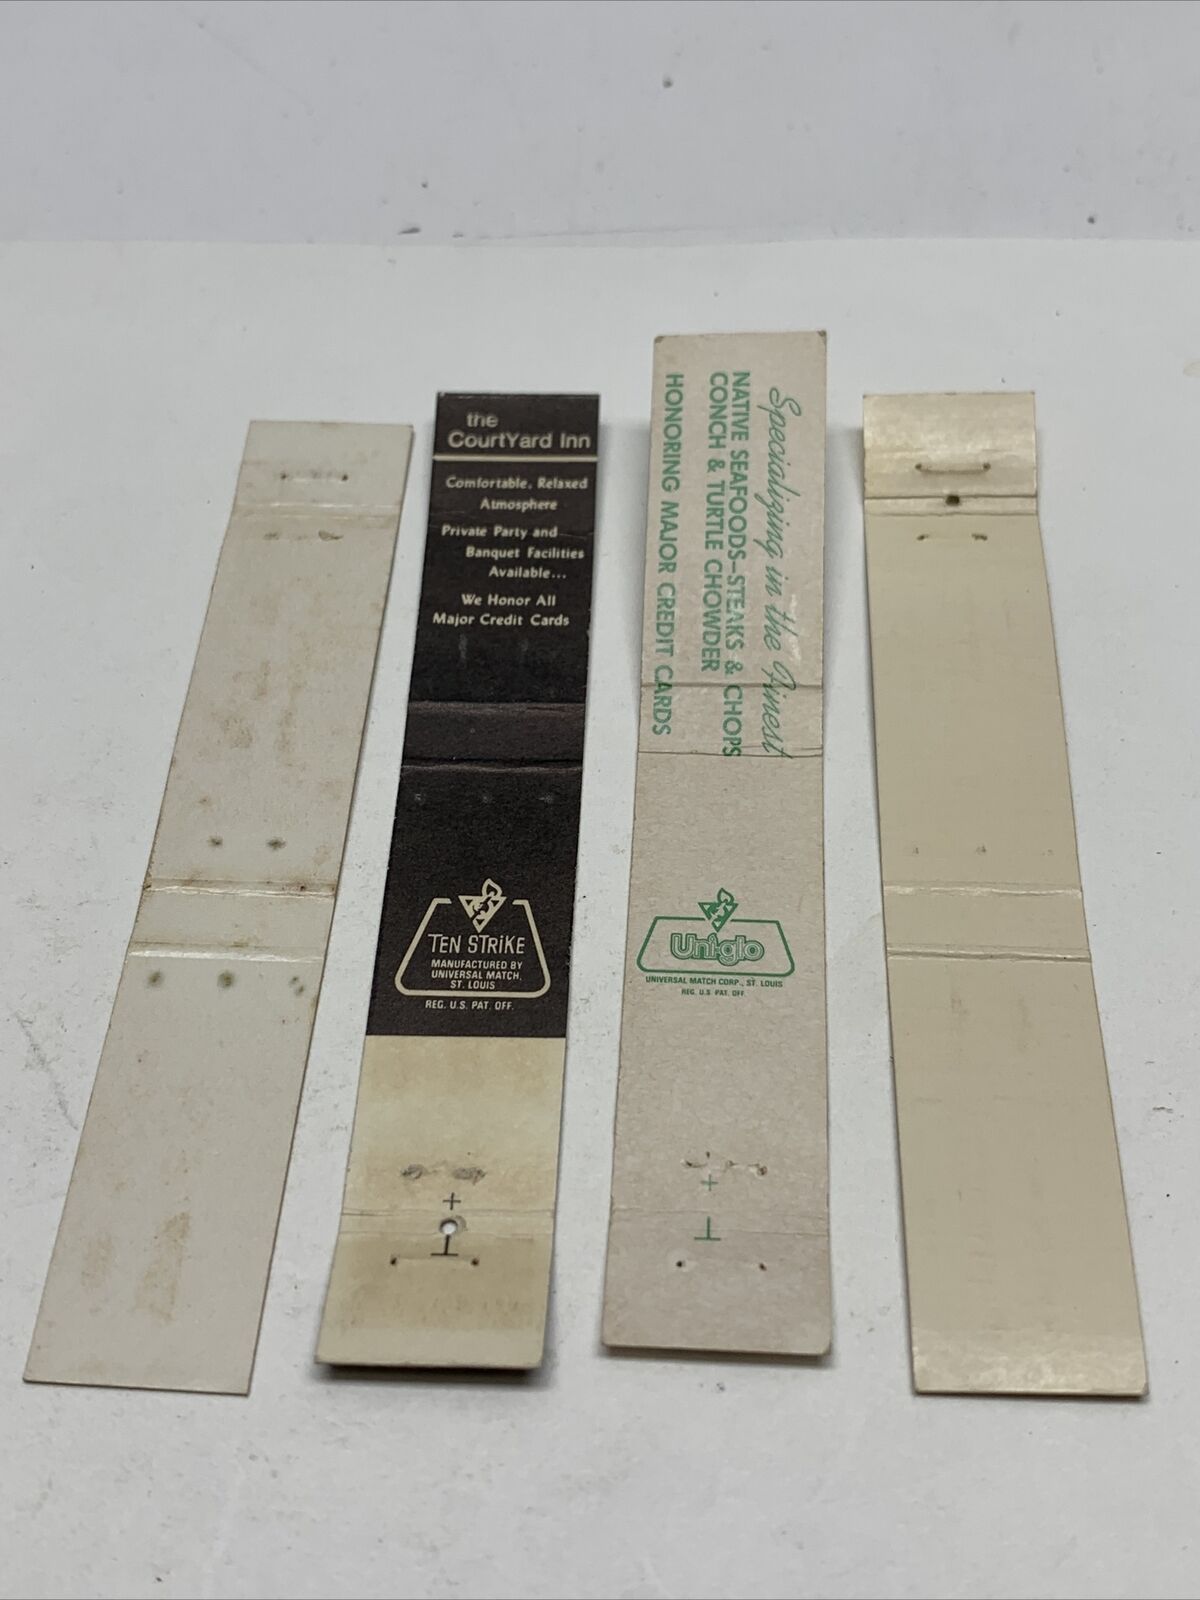 the
CourtYard Inn
Comfortable, Relaxed
Atmosphere
Private Party and
Banquet Facilities
Available...
We Honor All
Major Credit Cards
TEN STRIKE
MANUFACTURED BY
UNIVERSAL MATCH,
ST. LOUIS
REG. U.S. PAT. OFF.
Specializing in the Finest
NATIVE SEAFOODS-STEAKS & CHOPS
CONCH & TURTLE CHOWDER
HONORING MAJOR CREDIT CARDS
Uni-glo
UNIVERSAL MATCH CORP., ST. LOUIS
REG. U.S. PAT. OFF.